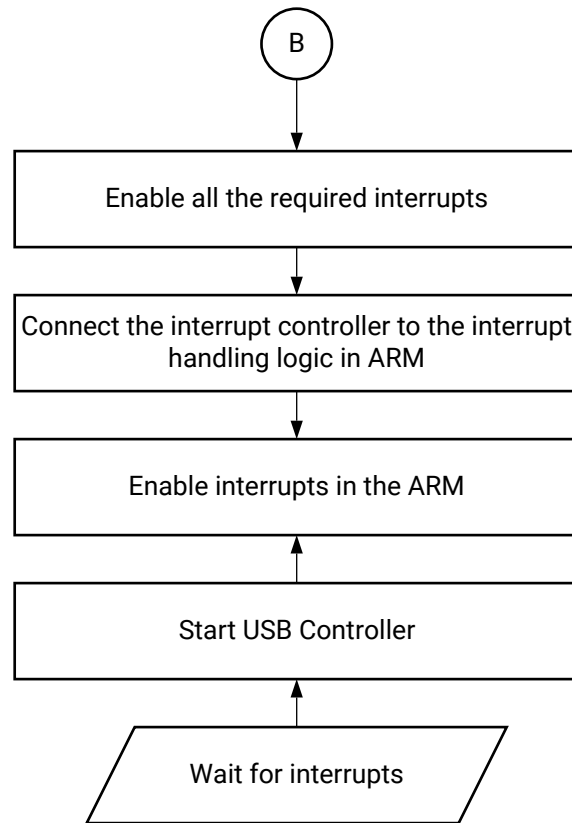 B
Enable all the required interrupts
Connect the interrupt controller to the interrupt
handling logic in ARM
Enable interrupts in the ARM
Start USB Controller
Wait for interrupts